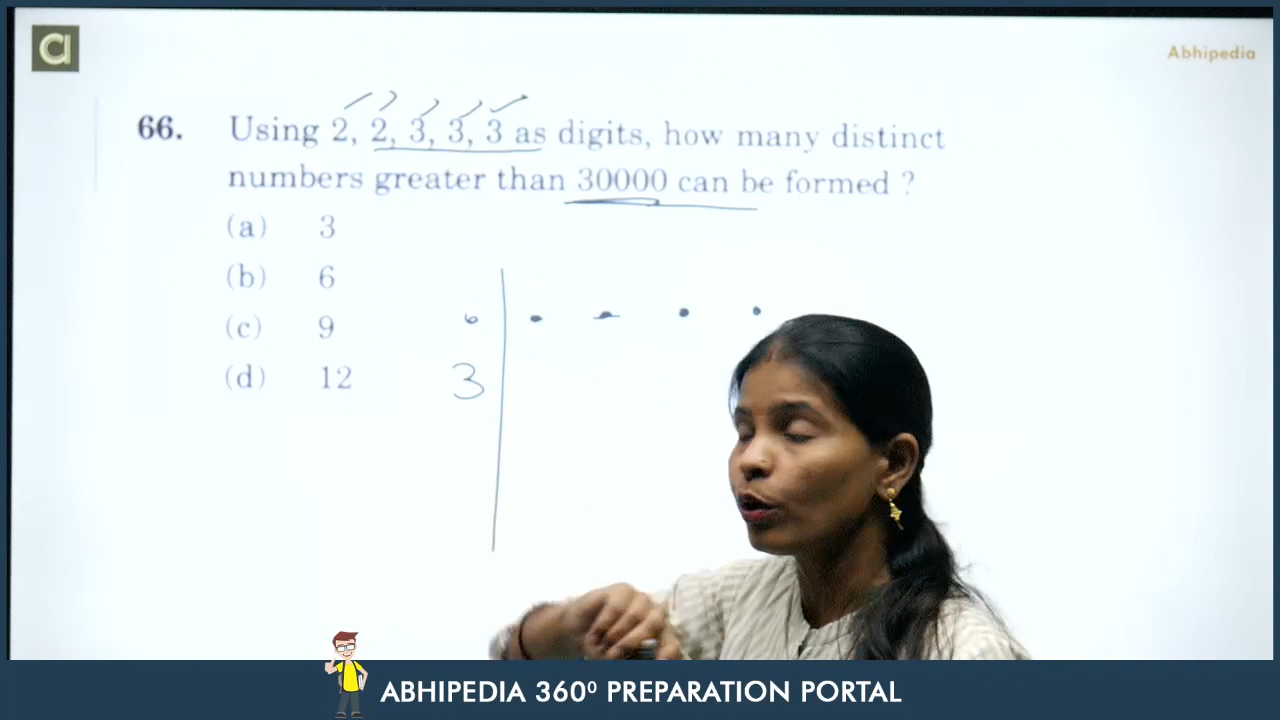 Abhipedia
66. Using 2, 2, 3, 3, 3 as digits, how many distinct
numbers greater than 30000 can be formed ?
(a) 3
(b) 6
(c) 9
(d) 12
3
ABHIPEDIA 360⁰ PREPARATION PORTAL